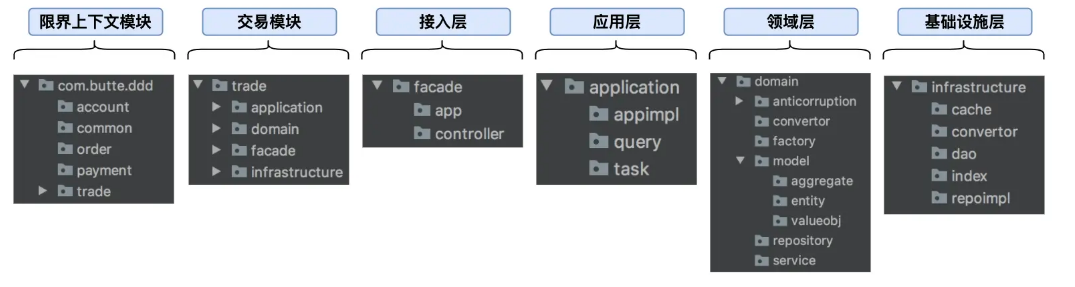 限界上下文模块
com.butte.ddd
account
common
order
payment
trade
交易模块
trade
application
domain
facade
infrastructure
接入层
facade
app
controller
应用层
application
appimpl
query
task
领域层
domain
anticorruption
convertor
factory
model
aggregate
entity
valueobj
repository
service
基础设施层
infrastructure
cache
convertor
dao
index
repoimpl